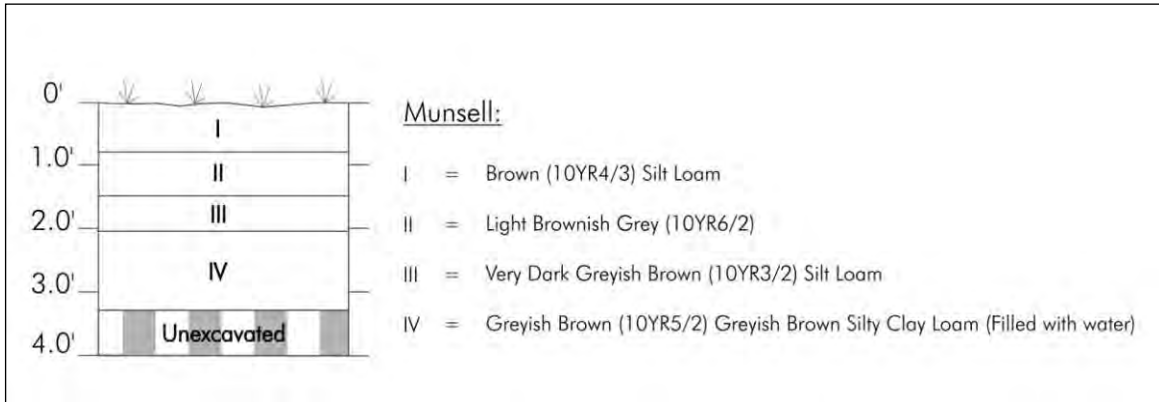 0'
1.0'
2.0'
3.0'
4.0'
I
II
III
IV
Unexcavated
Munsell:
I = Brown (10YR4/3) Silt Loam
II = Light Brownish Grey (10YR6/2)
III = Very Dark Greyish Brown (10YR3/2) Silt Loam
IV = Greyish Brown (10YR5/2) Greyish Brown Silty Clay Loam (Filled with water)